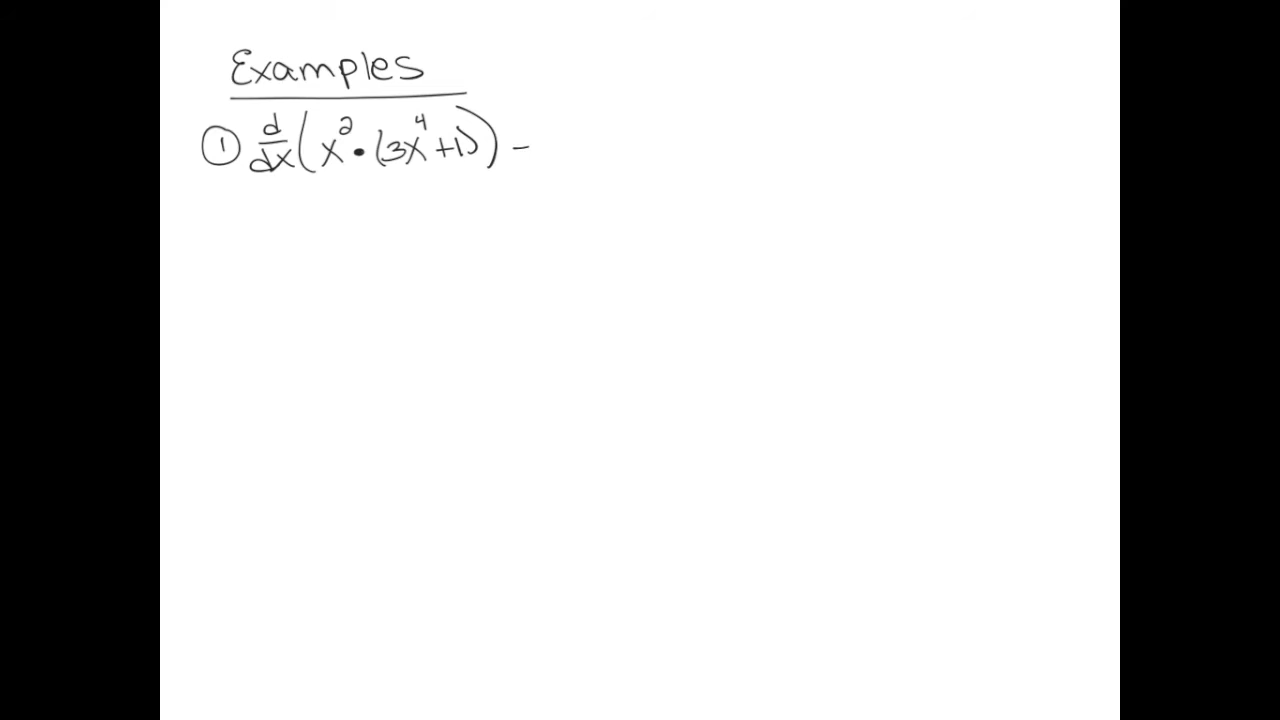 Examples
① d/dx (x² • (3x⁴+1)) –